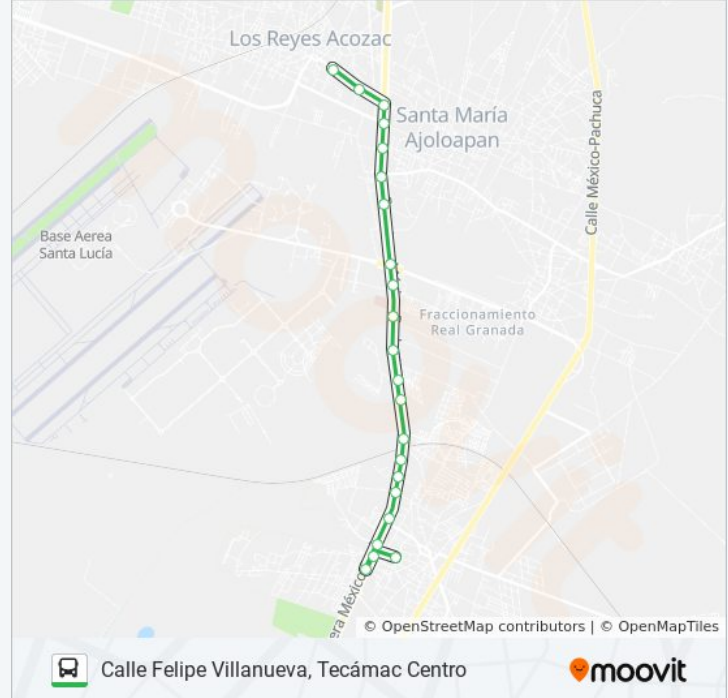 Los Reyes Acozac
Santa María
Ajoloapan
Calle México-Pachuca
Base Aerea
Santa Lucía
Fraccionamiento
Real Granada
era México
© OpenStreetMap contributors | © OpenMapTiles
Calle Felipe Villanueva, Tecámac Centro
moovit